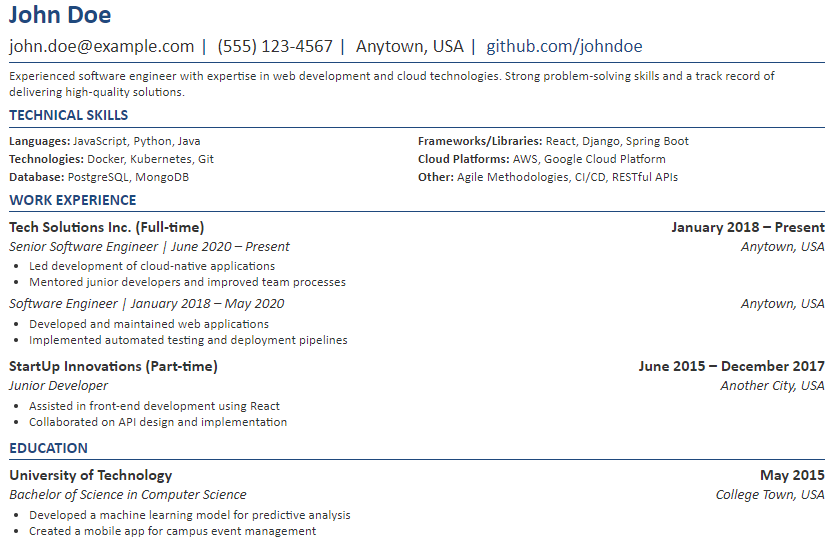 John Doe
john.doe@example.com | (555) 123-4567 | Anytown, USA | github.com/johndoe
Experienced software engineer with expertise in web development and cloud technologies. Strong problem-solving skills and a track record of
delivering high-quality solutions.
TECHNICAL SKILLS
Languages: JavaScript, Python, Java
Frameworks/Libraries: React, Django, Spring Boot
Technologies: Docker, Kubernetes, Git
Cloud Platforms: AWS, Google Cloud Platform
Database: PostgreSQL, MongoDB
Other: Agile Methodologies, CI/CD, RESTful APIs
WORK EXPERIENCE
Tech Solutions Inc. (Full-time) January 2018 – Present
Senior Software Engineer | June 2020 – Present Anytown, USA
• Led development of cloud-native applications
• Mentored junior developers and improved team processes
Software Engineer | January 2018 – May 2020 Anytown, USA
• Developed and maintained web applications
• Implemented automated testing and deployment pipelines
StartUp Innovations (Part-time) June 2015 – December 2017
Junior Developer Another City, USA
• Assisted in front-end development using React
• Collaborated on API design and implementation
EDUCATION
University of Technology May 2015
Bachelor of Science in Computer Science College Town, USA
• Developed a machine learning model for predictive analysis
• Created a mobile app for campus event management